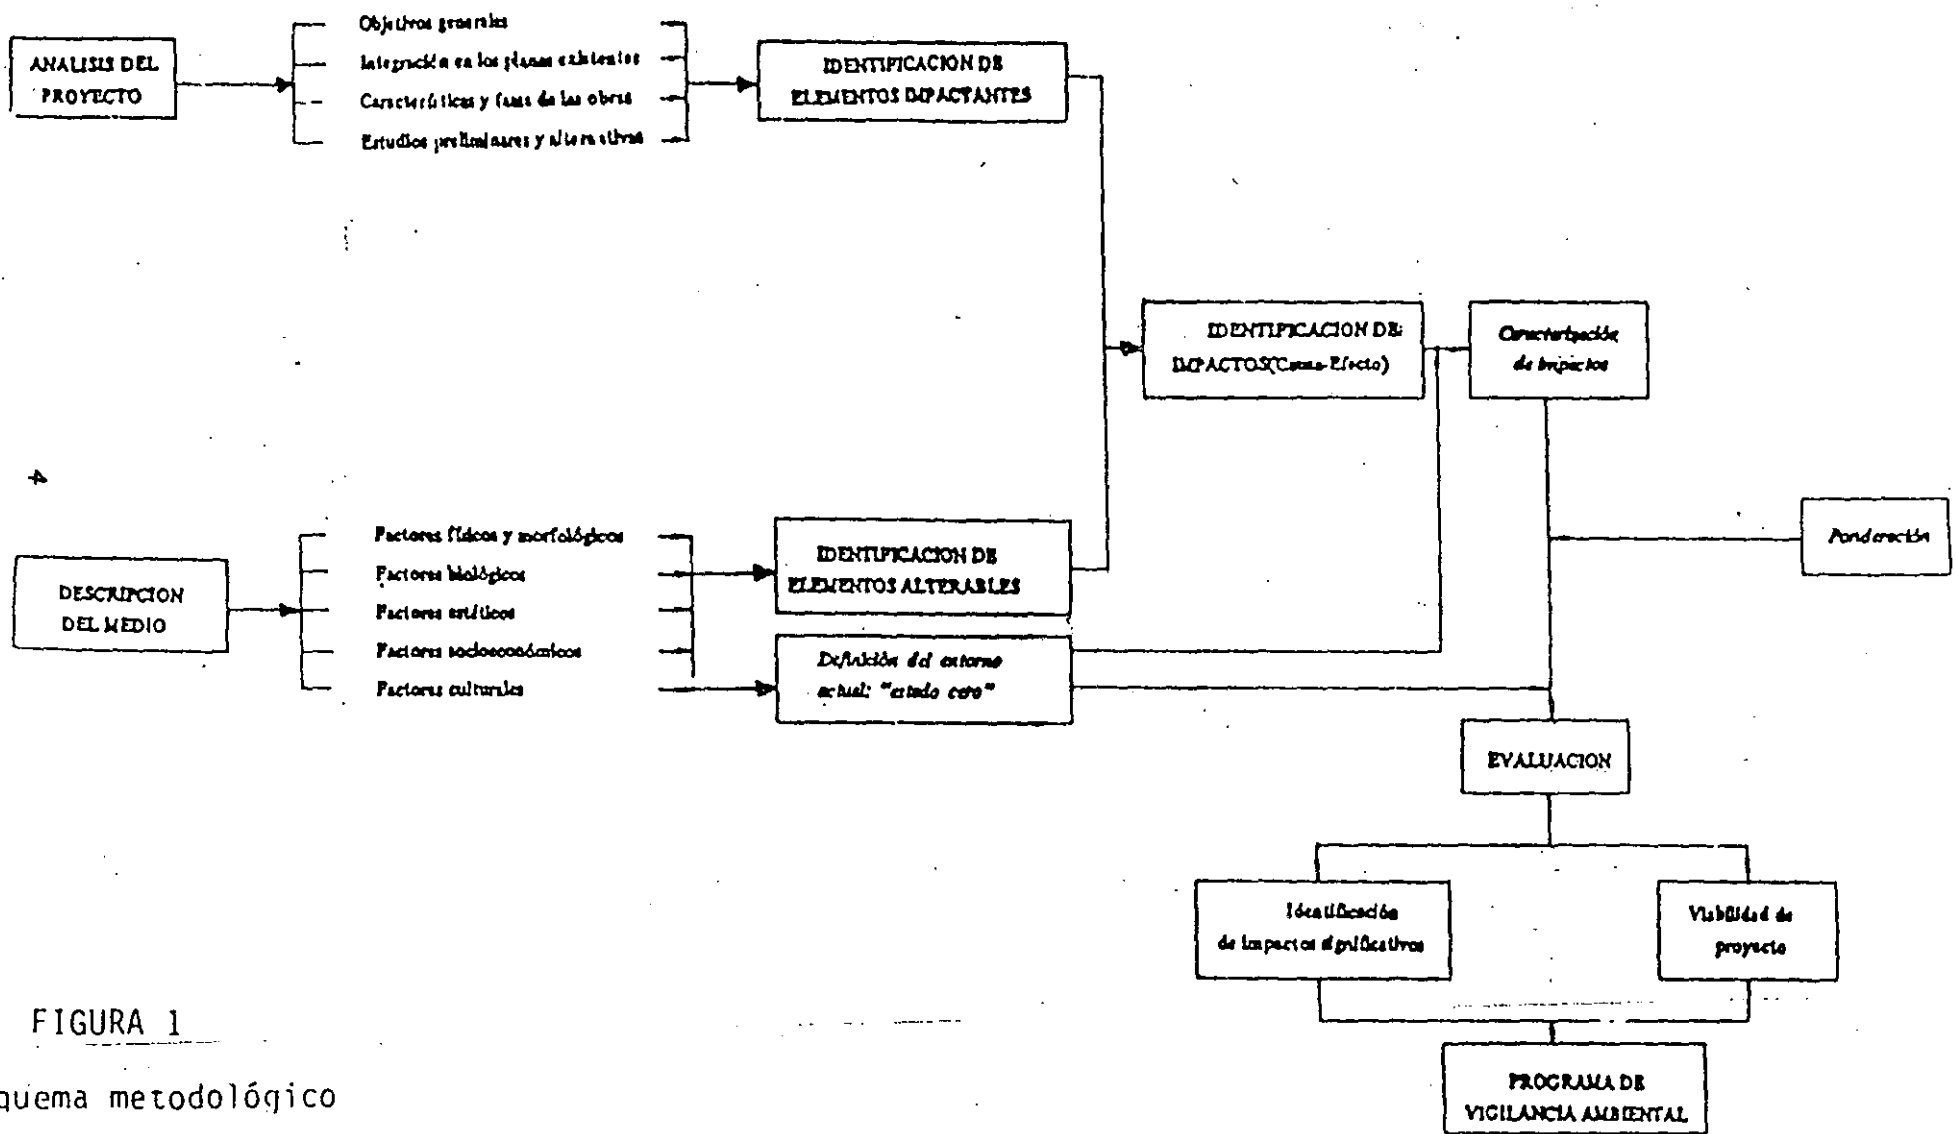 ANALISIS DEL
PROYECTO
Objetivos generales
Integración en los planes existentes
Características y fases de las obras
Estudios preliminares y alternativas
IDENTIFICACION DE
ELEMENTOS IMPACTANTES
IDENTIFICACION DE
IMPACTOS(Causa-Efecto)
Caracterización
de impactos
4
DESCRIPCION
DEL MEDIO
Factores físicos y morfológicos
Factores biológicos
Factores estéticos
Factores socioeconómicos
Factores culturales
IDENTIFICACION DE
ELEMENTOS ALTERABLES
Definición del entorno
actual: "estado cero"
Ponderación
EVALUACION
Identificación
de impactos significativos
Viabilidad de
proyecto
PROGRAMA DE
VIGILANCIA AMBIENTAL
FIGURA 1
quema metodológico